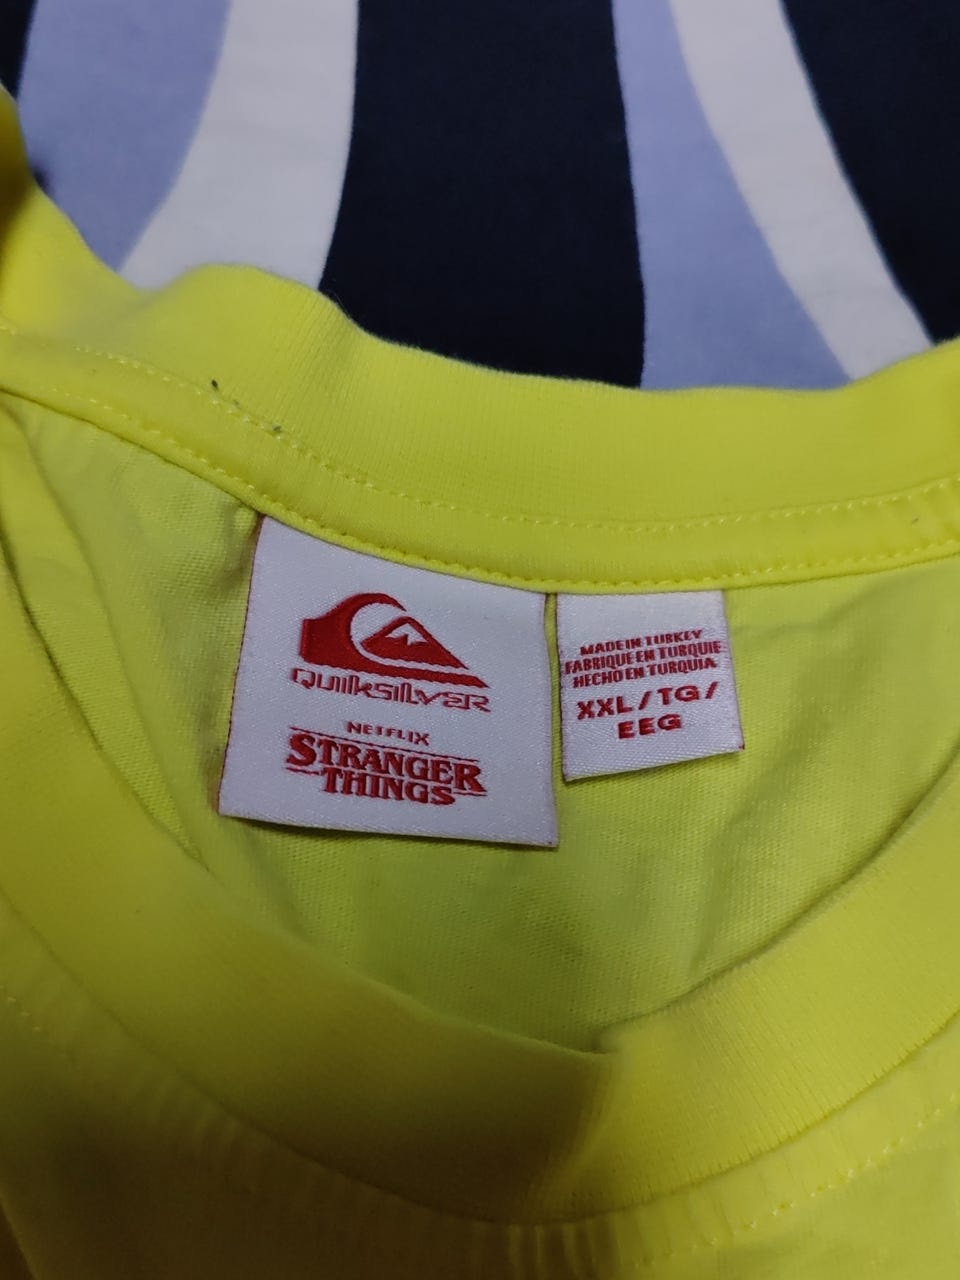 QUIKSILVER
NETFLIX
STRANGER
THINGS
MADE IN TURKEY
FABRIQUE EN TURQUIE
HECHO EN TURQUIA
XXL / TG /
EEG